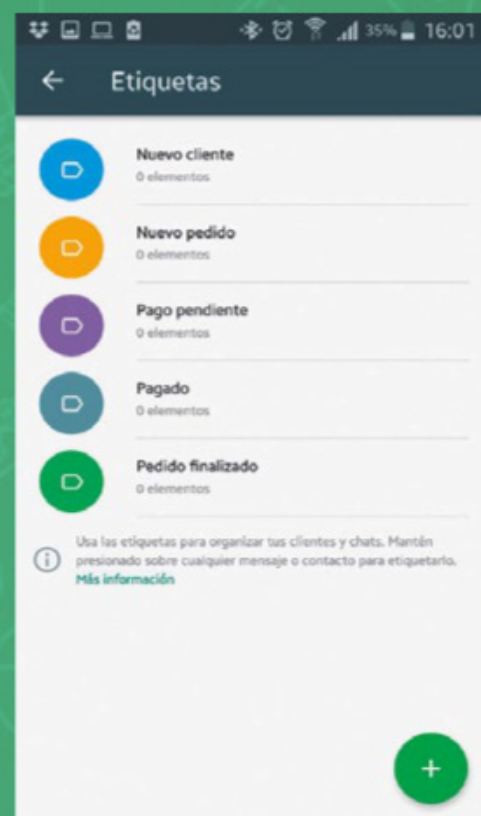 35% 16:01
Etiquetas
Nuevo cliente
0 elementos
Nuevo pedido
0 elementos
Pago pendiente
0 elementos
Pagado
0 elementos
Pedido finalizado
0 elementos
Usa las etiquetas para organizar tus clientes y chats. Mantén
presionado sobre cualquier mensaje o contacto para etiquetarlo.
Más información